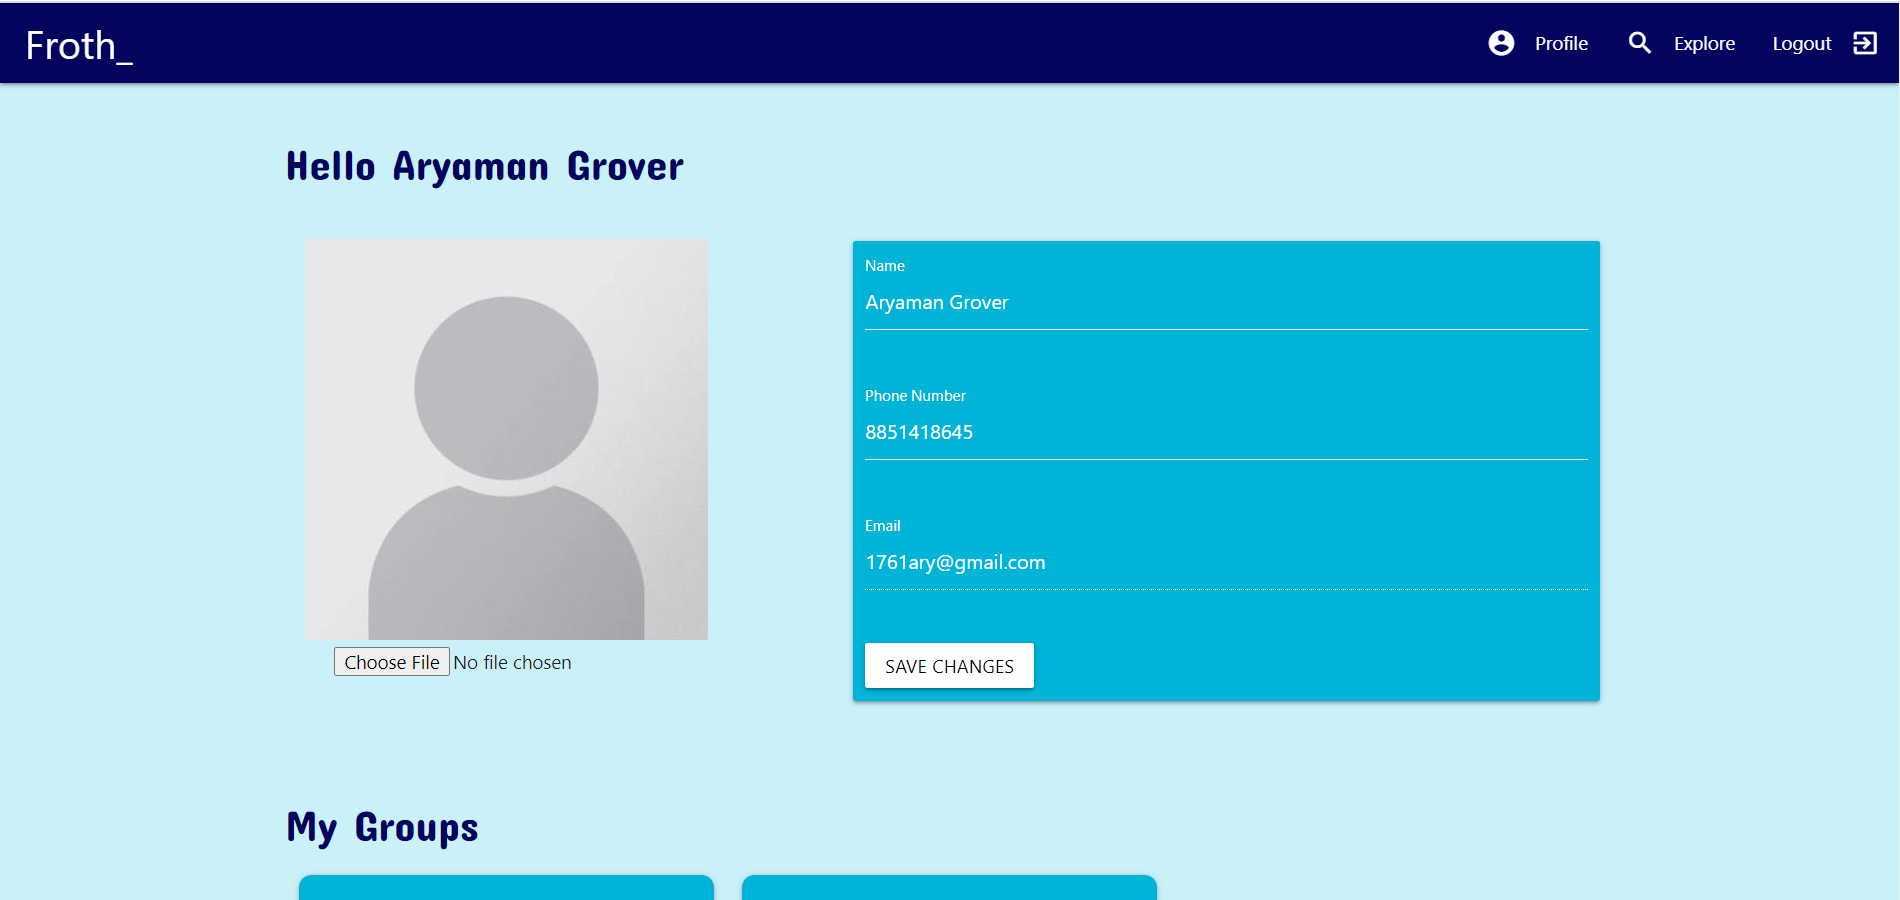 Froth_
Profile
Explore
Logout
Hello Aryaman Grover
Name
Aryaman Grover
Phone Number
8851418645
Email
1761ary@gmail.com
Choose File No file chosen
SAVE CHANGES
My Groups